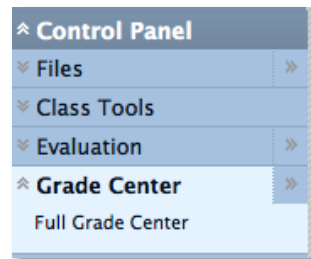 Control Panel
Files
Class Tools
Evaluation
Grade Center
Full Grade Center